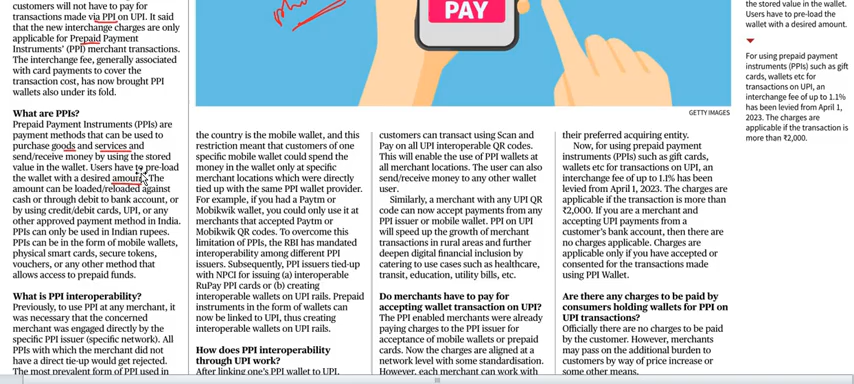 customers will not have to pay for
transactions made via PPI on UPI. It said
that the new interchange charges are only
applicable for Prepaid Payment
Instruments' (PPI) merchant transactions.
The interchange fee, generally associated
with card payments to cover the
transaction cost, has now brought PPI
wallets also under its fold.
What are PPIs?
Prepaid Payment Instruments (PPIs) are
payment methods that can be used to
purchase goods and services and
send/receive money by using the stored
value in the wallet. Users have to pre-load
the wallet with a desired amount. The
amount can be loaded/reloaded against
cash or through debit to bank account, or
by using credit/debit cards, UPI, or any
other approved payment method in India.
PPIs can only be used in Indian rupees.
PPIs can be in the form of mobile wallets,
physical smart cards, secure tokens,
vouchers, or any other method that
allows access to prepaid funds.
What is PPI interoperability?
Previously, to use PPI at any merchant, it
was necessary that the concerned
merchant was engaged directly by the
specific PPI issuer (specific network). All
PPIs with which the merchant did not
have a direct tie-up would get rejected.
The most prevalent form of PPI used in
PAY
GETTY IMAGES
the country is the mobile wallet, and this
restriction meant that customers of one
specific mobile wallet could spend the
money in the wallet only at specific
merchant locations which were directly
tied up with the same PPI wallet provider.
For example, if you had a Paytm or
Mobikwik wallet, you could only use it at
merchants that accepted Paytm or
Mobikwik QR codes. To overcome this
limitation of PPIs, the RBI has mandated
interoperability among different PPI
issuers. Subsequently, PPI issuers tied-up
with NPCI for issuing (a) interoperable
RuPay PPI cards or (b) creating
interoperable wallets on UPI rails. Prepaid
instruments in the form of wallets can
now be linked to UPI, thus creating
interoperable wallets on UPI rails.
How does PPI interoperability
through UPI work?
After linking one's PPI wallet to UPI,
customers can transact using Scan and
Pay on all UPI interoperable QR codes.
This will enable the use of PPI wallets at
all merchant locations. The user can also
send/receive money to any other wallet
user.
Similarly, a merchant with any UPI QR
code can now accept payments from any
PPI issuer or mobile wallet. PPI on UPI
will speed up the growth of merchant
transactions in rural areas and further
deepen digital financial inclusion by
catering to use cases such as healthcare,
transit, education, utility bills, etc.
Do merchants have to pay for
accepting wallet transaction on UPI?
The PPI enabled merchants were already
paying charges to the PPI issuer for
acceptance of mobile wallets or prepaid
cards. Now the charges are aligned at a
network level with some standardisation.
However, each merchant can work with
their preferred acquiring entity.
Now, for using prepaid payment
instruments (PPIs) such as gift cards,
wallets etc for transactions on UPI, an
interchange fee of up to 1.1% has been
levied from April 1, 2023. The charges are
applicable if the transaction is more than
₹2,000. If you are a merchant and
accepting UPI payments from a
customer's bank account, then there are
no charges applicable. Charges are
applicable only if you have accepted or
consented for the transactions made
using PPI Wallet.
Are there any charges to be paid by
consumers holding wallets for PPI on
UPI transactions?
Officially there are no charges to be paid
by the customer. However, merchants
may pass on the additional burden to
customers by way of price increase or
some other means.
the stored value in the wallet.
Users have to pre-load the
wallet with a desired amount.
For using prepaid payment
instruments (PPIs) such as gift
cards, wallets etc for
transactions on UPI, an
interchange fee of up to 1.1%
has been levied from April 1,
2023. The charges are
applicable if the transaction is
more than ₹2,000.